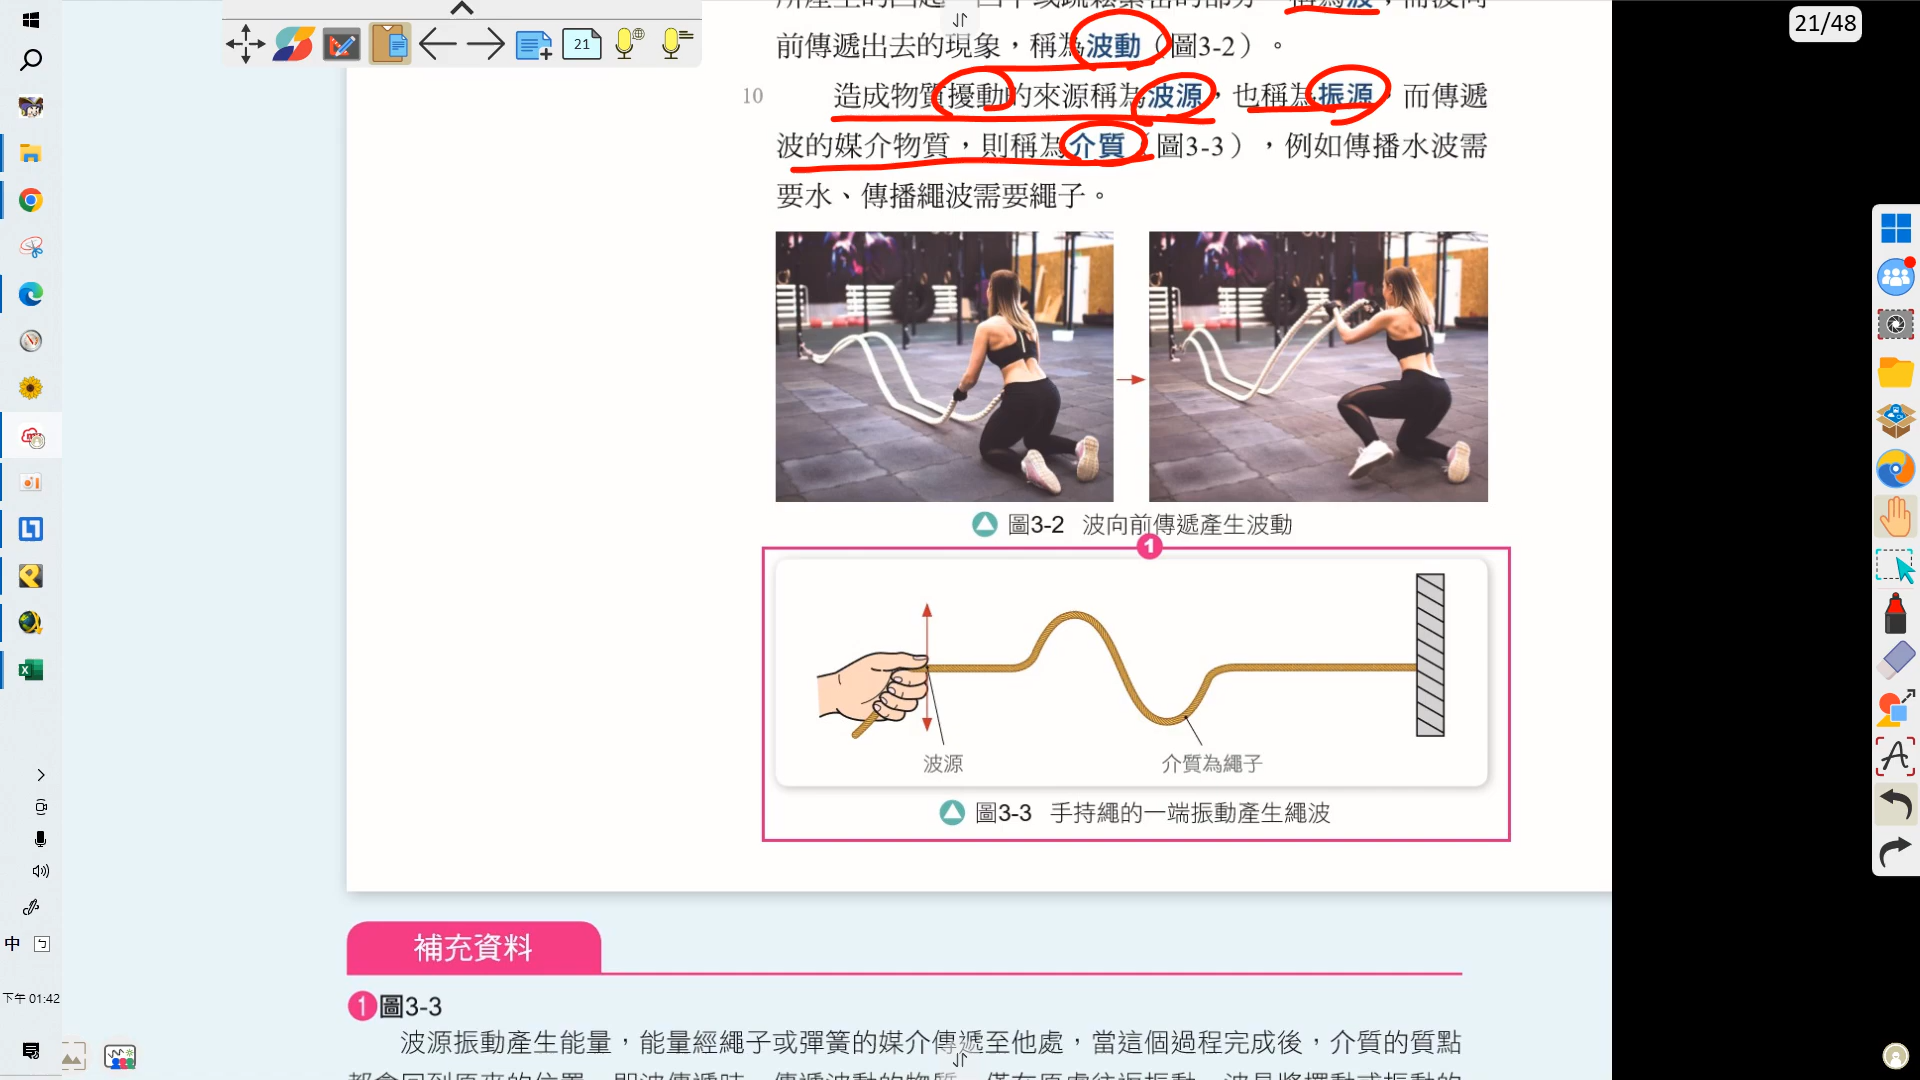 21/48
21
前傳遞出去的現象，稱為波動（圖3-2）。
10 造成物質擾動的來源稱為波源，也稱為振源，而傳遞
波的媒介物質，則稱為介質（圖3-3），例如傳播水波需
要水、傳播繩波需要繩子。
圖3-2 波向前傳遞產生波動
1
波源
介質為繩子
圖3-3 手持繩的一端振動產生繩波
補充資料
1 圖3-3
波源振動產生能量，能量經繩子或彈簧的媒介傳遞至他處，當這個過程完成後，介質的質點
中
下午 01:42